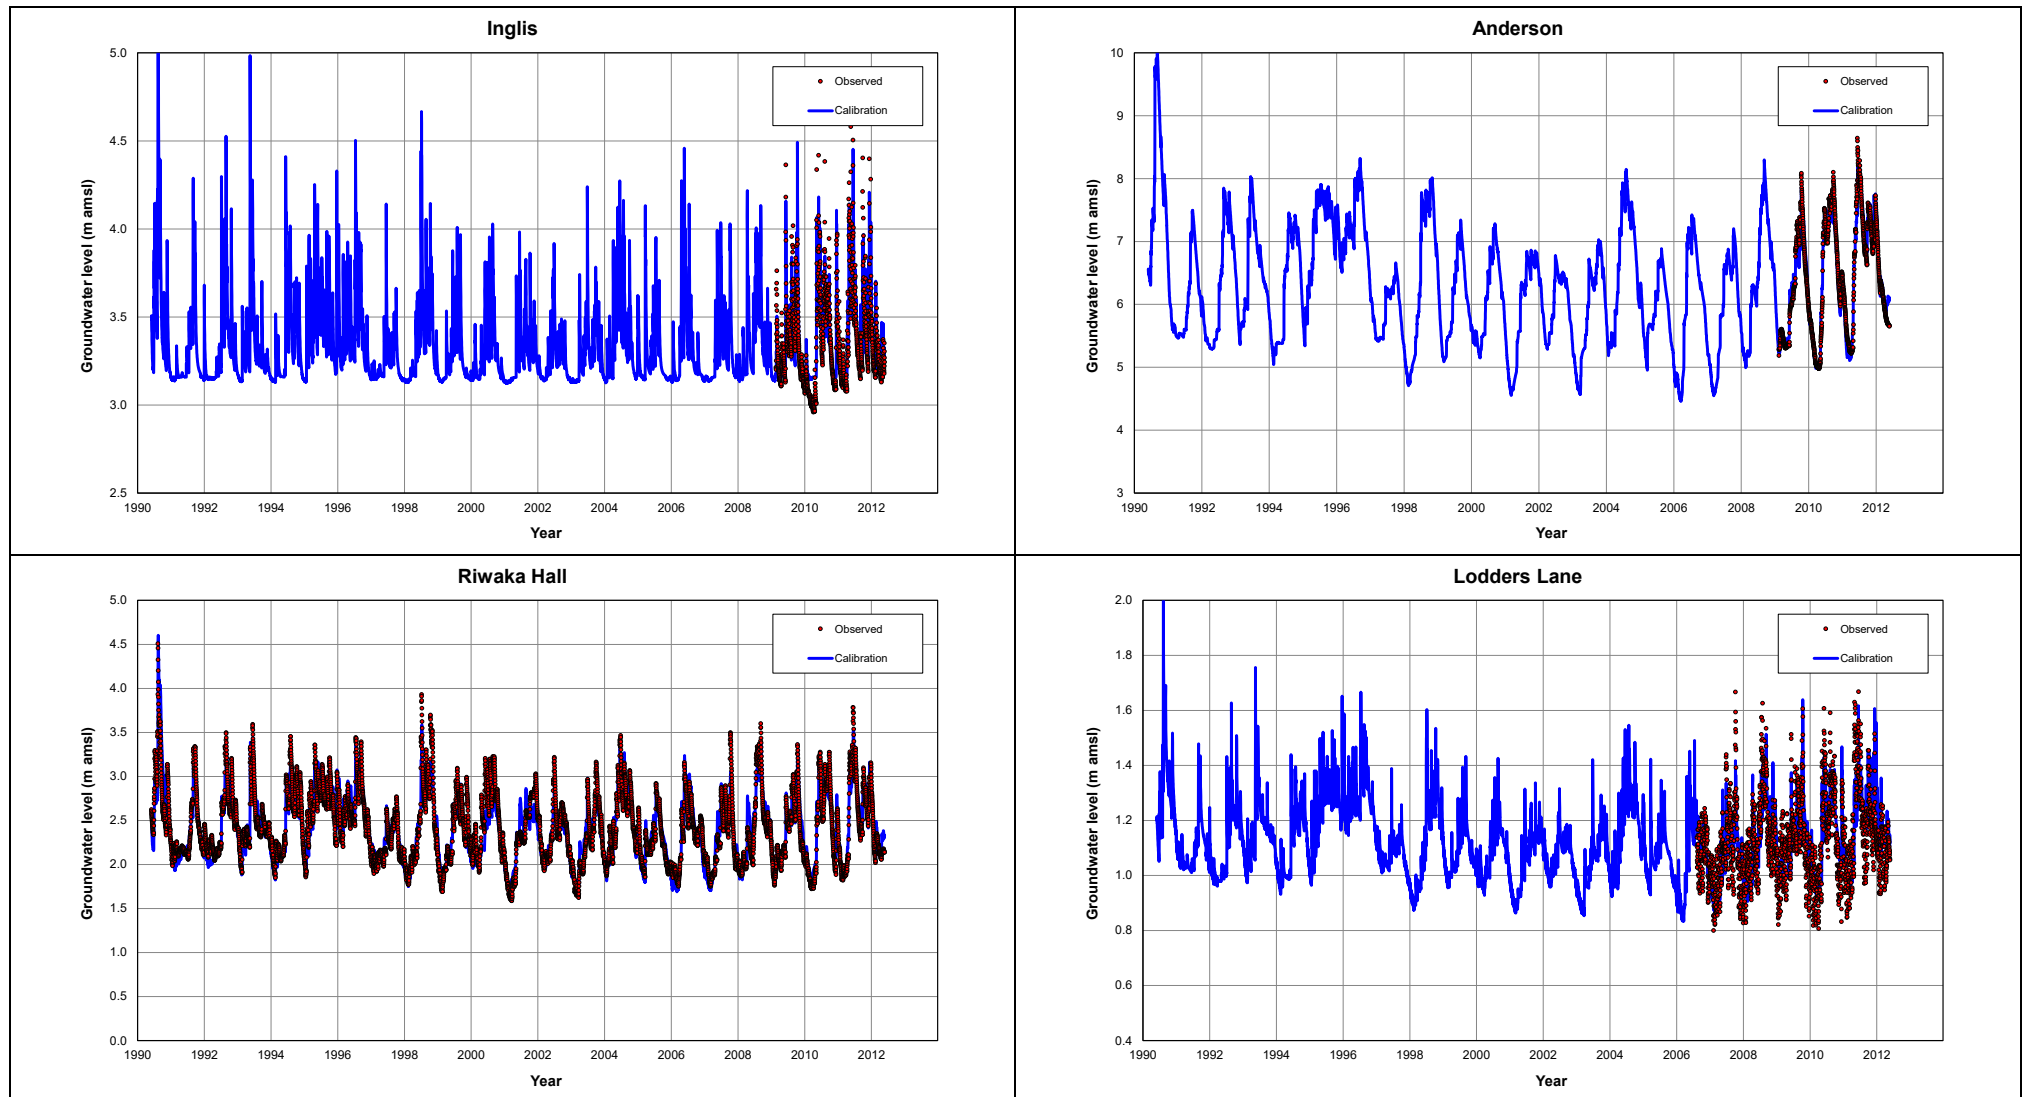 Inglis
5.0
4.5
4.0
3.5
3.0
2.5
Groundwater level (m amsl)
1990 1992 1994 1996 1998 2000 2002 2004 2006 2008 2010 2012
Year
Observed
Calibration
Anderson
10
9
8
7
6
5
4
3
Groundwater level (m amsl)
1990 1992 1994 1996 1998 2000 2002 2004 2006 2008 2010 2012
Year
Observed
Calibration
Riwaka Hall
5.0
4.5
4.0
3.5
3.0
2.5
2.0
1.5
1.0
0.5
0.0
Groundwater level (m amsl)
1990 1992 1994 1996 1998 2000 2002 2004 2006 2008 2010 2012
Year
Observed
Calibration
Lodders Lane
2.0
1.8
1.6
1.4
1.2
1.0
0.8
0.6
0.4
Groundwater level (m amsl)
1990 1992 1994 1996 1998 2000 2002 2004 2006 2008 2010 2012
Year
Observed
Calibration